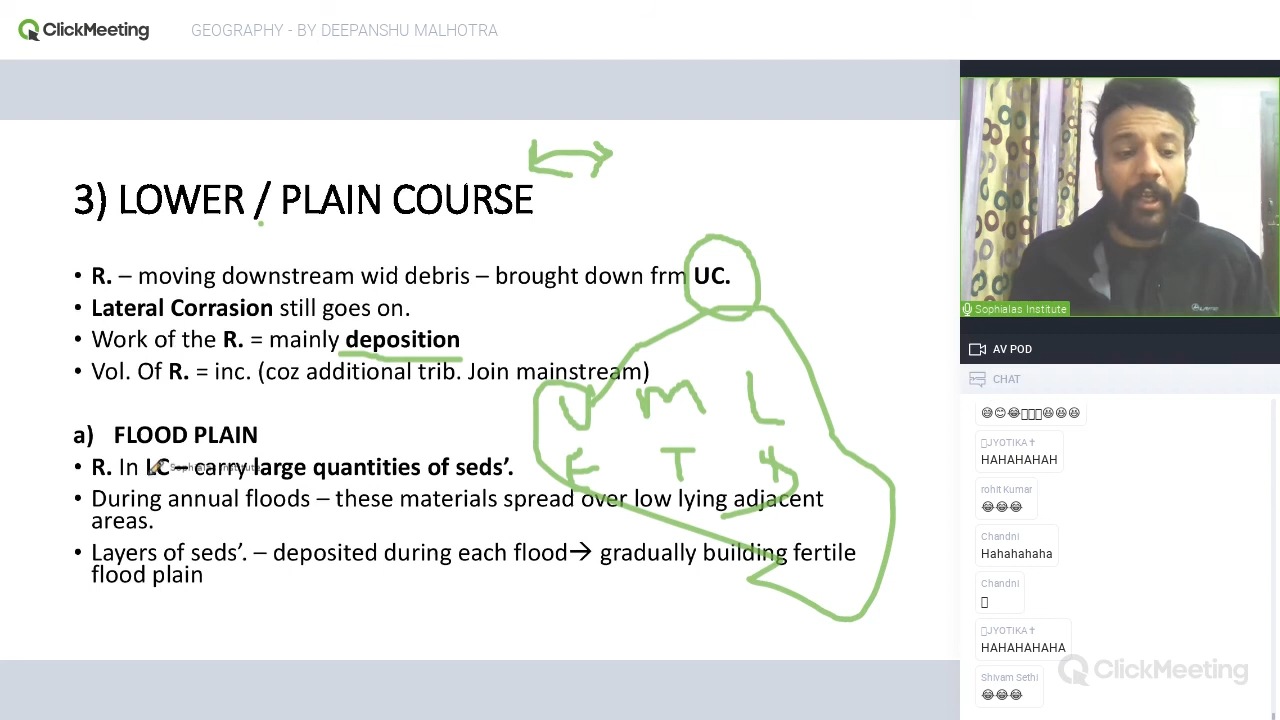 ClickMeeting
GEOGRAPHY - BY DEEPANSHU MALHOTRA
3) LOWER / PLAIN COURSE
• R. – moving downstream wid debris – brought down frm UC.
• Lateral Corrasion still goes on.
• Work of the R. = mainly deposition
• Vol. Of R. = inc. (coz additional trib. Join mainstream)
U M L
E T
a) FLOOD PLAIN
• R. In LC – carry large quantities of seds’.
Sophialas Institute
• During annual floods – these materials spread over low lying adjacent
areas.
• Layers of seds’. – deposited during each flood→ gradually building fertile
flood plain
Sophialas Institute
AV POD
CHAT
😅😊😂😆😆😆
JYOTIKA✝
HAHAHAHAH
rohit Kumar
😂😂😂
Chandni
Hahahahaha
Chandni
JYOTIKA✝
HAHAHAHAHA
Shivam Sethi
😂😂😂
ClickMeeting